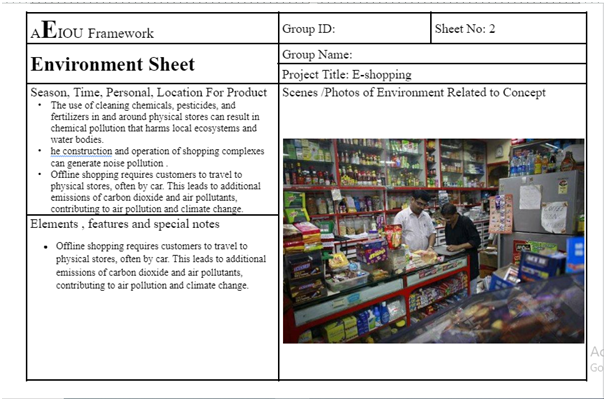 AEIOU Framework
Group ID:
Sheet No: 2
Environment Sheet
Group Name:
Project Title: E-shopping
Season, Time, Personal, Location For Product
• The use of cleaning chemicals, pesticides, and
fertilizers in and around physical stores can result in
chemical pollution that harms local ecosystems and
water bodies.
• he construction and operation of shopping complexes
can generate noise pollution .
• Offline shopping requires customers to travel to
physical stores, often by car. This leads to additional
emissions of carbon dioxide and air pollutants,
contributing to air pollution and climate change.
Scenes /Photos of Environment Related to Concept
Elements , features and special notes
• Offline shopping requires customers to travel to
physical stores, often by car. This leads to additional
emissions of carbon dioxide and air pollutants,
contributing to air pollution and climate change.
Ac
Go